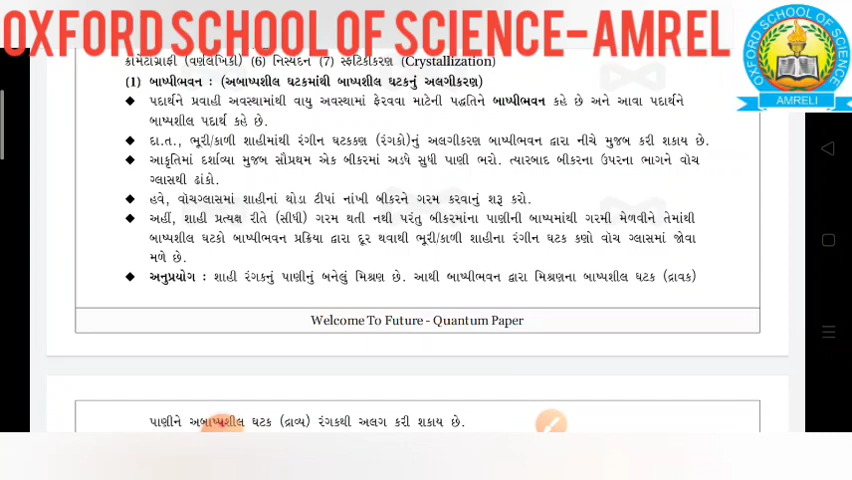 OXFORD SCHOOL OF SCIENCE- AMREL
OXFORD SCHOOL OF SCIENCE
AMRELI
ક્રોમેટોગ્રાફી (વર્ણલેખિકી) (6) નિસ્યંદન (7) સ્ફટિકીકરણ (Crystallization)
(1) બાષ્પીભવન : (અબાષ્પશીલ ઘટકમાંથી બાષ્પશીલ ઘટકનું અલગીકરણ)
◆ પદાર્થને પ્રવાહી અવસ્થામાંથી વાયુ અવસ્થામાં ફેરવવા માટેની પદ્ધતિને બાષ્પીભવન કહે છે અને આવા પદાર્થને
બાષ્પશીલ પદાર્થ કહે છે.
◆ દા.ત., ભૂરી/કાળી શાહીમાંથી રંગીન ઘટકકણ (રંગકો)નું અલગીકરણ બાષ્પીભવન દ્વારા નીચે મુજબ કરી શકાય છે.
◆ આકૃતિમાં દર્શાવ્યા મુજબ સૌપ્રથમ એક બીકરમાં અડધે સુધી પાણી ભરો. ત્યારબાદ બીકરના ઉપરના ભાગને વોચ
ગ્લાસથી ઢાંકો.
◆ હવે, વૉચગ્લાસમાં શાહીનાં થોડા ટીપાં નાંખી બીકરને ગરમ કરવાનું શરૂ કરો.
◆ અહીં, શાહી પ્રત્યક્ષ રીતે (સીધી) ગરમ થતી નથી પરંતુ બીકરમાંના પાણીની બાષ્પમાંથી ગરમી મેળવીને તેમાંથી
બાષ્પશીલ ઘટકો બાષ્પીભવન પ્રક્રિયા દ્વારા દૂર થવાથી ભૂરી/કાળી શાહીના રંગીન ઘટક કણો વોચ ગ્લાસમાં જોવા
મળે છે.
◆ અનુપ્રયોગ : શાહી રંગકનું પાણીનું બનેલું મિશ્રણ છે. આથી બાષ્પીભવન દ્વારા મિશ્રણના બાષ્પશીલ ઘટક (દ્રાવક)
Welcome To Future - Quantum Paper
પાણીને અબાષ્પશીલ ઘટક (દ્રાવ્ય) રંગકથી અલગ કરી શકાય છે.